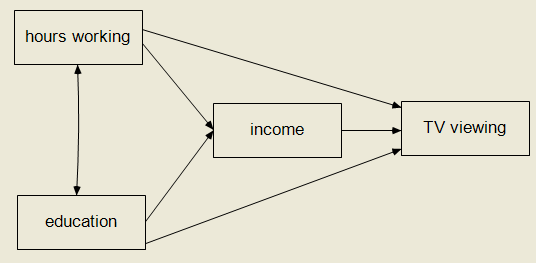 hours working
income
TV viewing
education